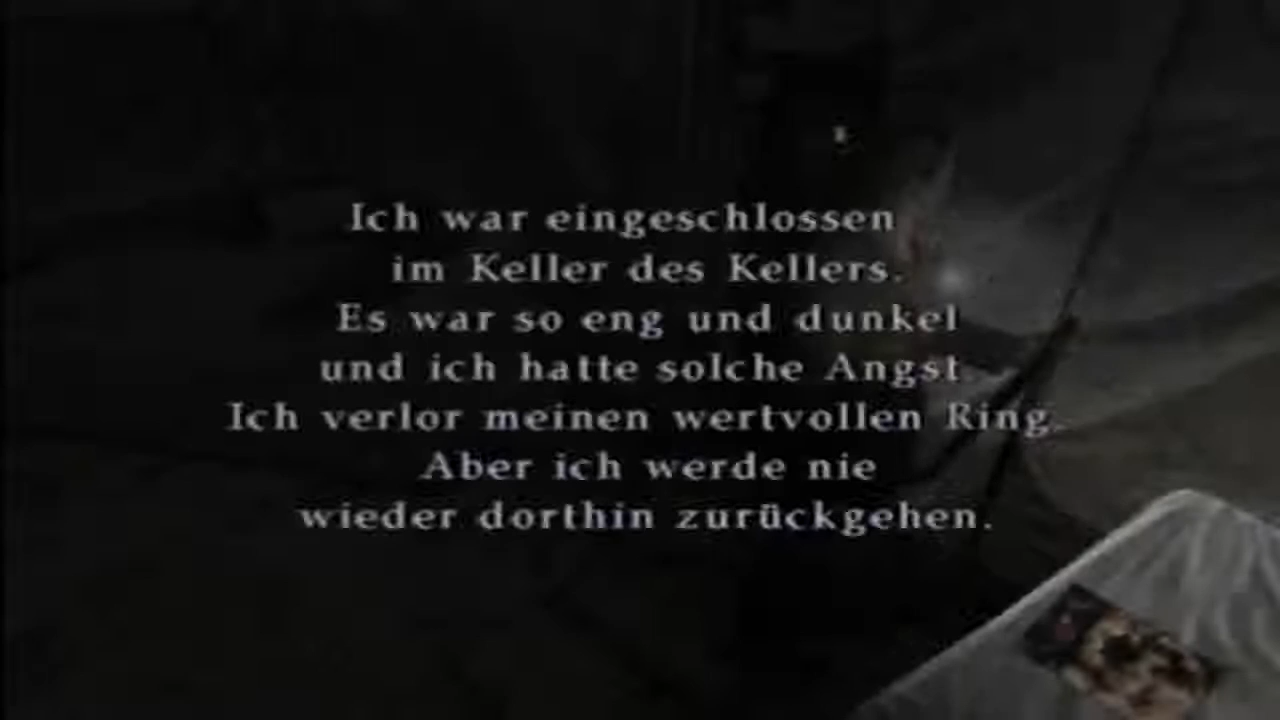 Ich war eingeschlossen
im Keller des Kellers.
Es war so eng und dunkel
und ich hatte solche Angst.
Ich verlor meinen wertvollen Ring.
Aber ich werde nie
wieder dorthin zurückgehen.